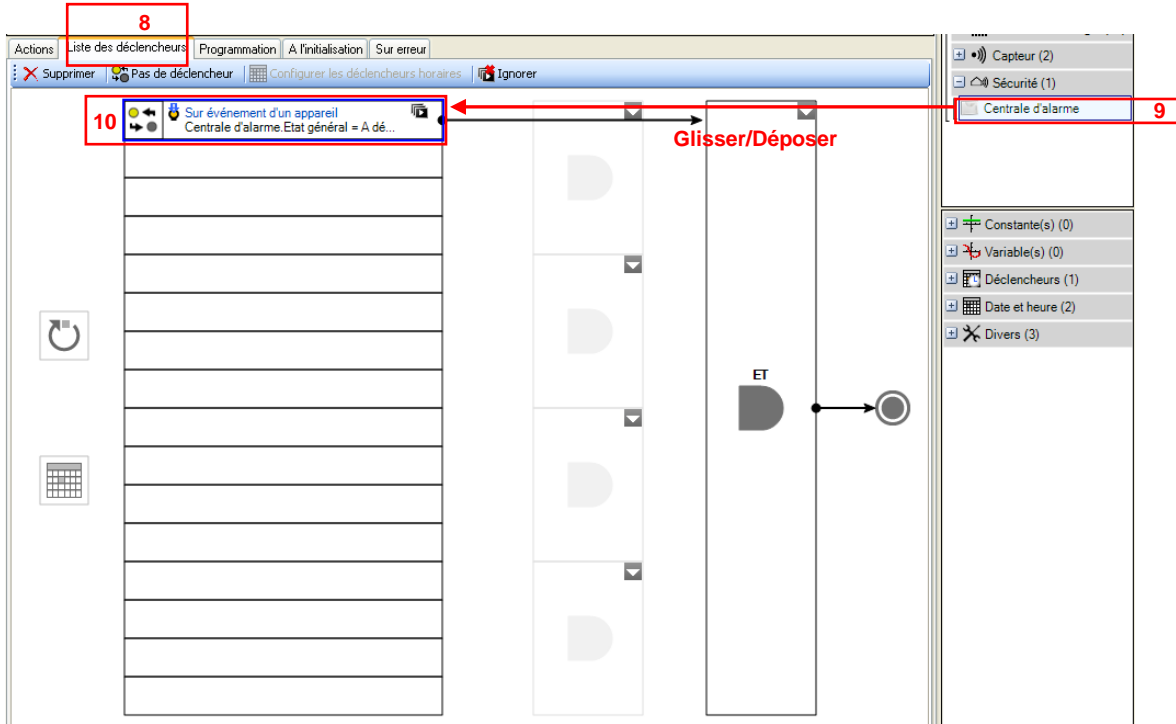 8
Actions Liste des déclencheurs Programmation A l'initialisation Sur erreur
Supprimer Pas de déclencheur Configurer les déclencheurs horaires Ignorer
Capteur (2)
Sécurité (1)
Centrale d'alarme
9
10
Sur événement d'un appareil
Centrale d'alarme.Etat général = A dé...
Glisser/Déposer
Constante(s) (0)
Variable(s) (0)
Déclencheurs (1)
Date et heure (2)
Divers (3)
ET